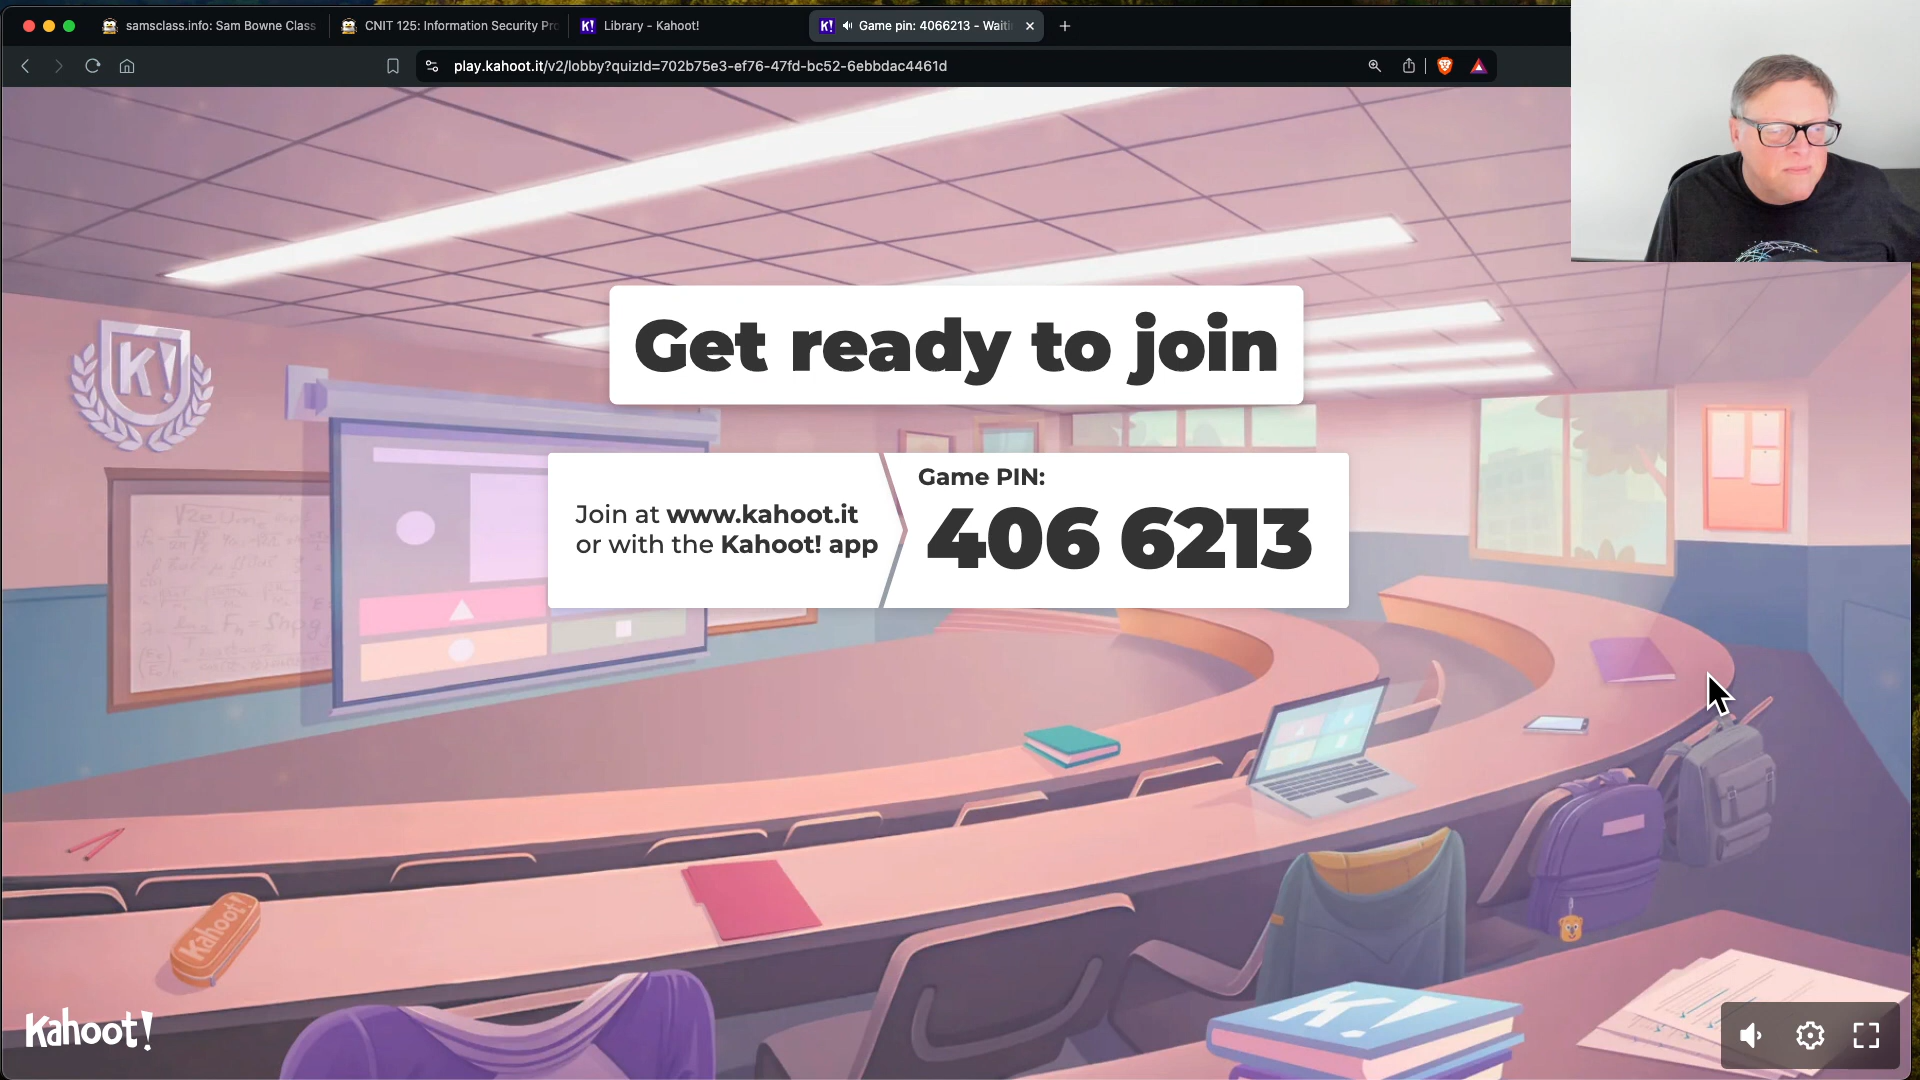 samsclass.info: Sam Bowne Class
CNIT 125: Information Security Pro
Library - Kahoot!
Game pin: 4066213 - Waiti
play.kahoot.it/v2/lobby?quizId=702b75e3-ef76-47fd-bc52-6ebbdac4461d
Get ready to join
K!
Join at www.kahoot.it
or with the Kahoot! app
Game PIN:
406 6213
Kahoot!
K!
Kahoot!